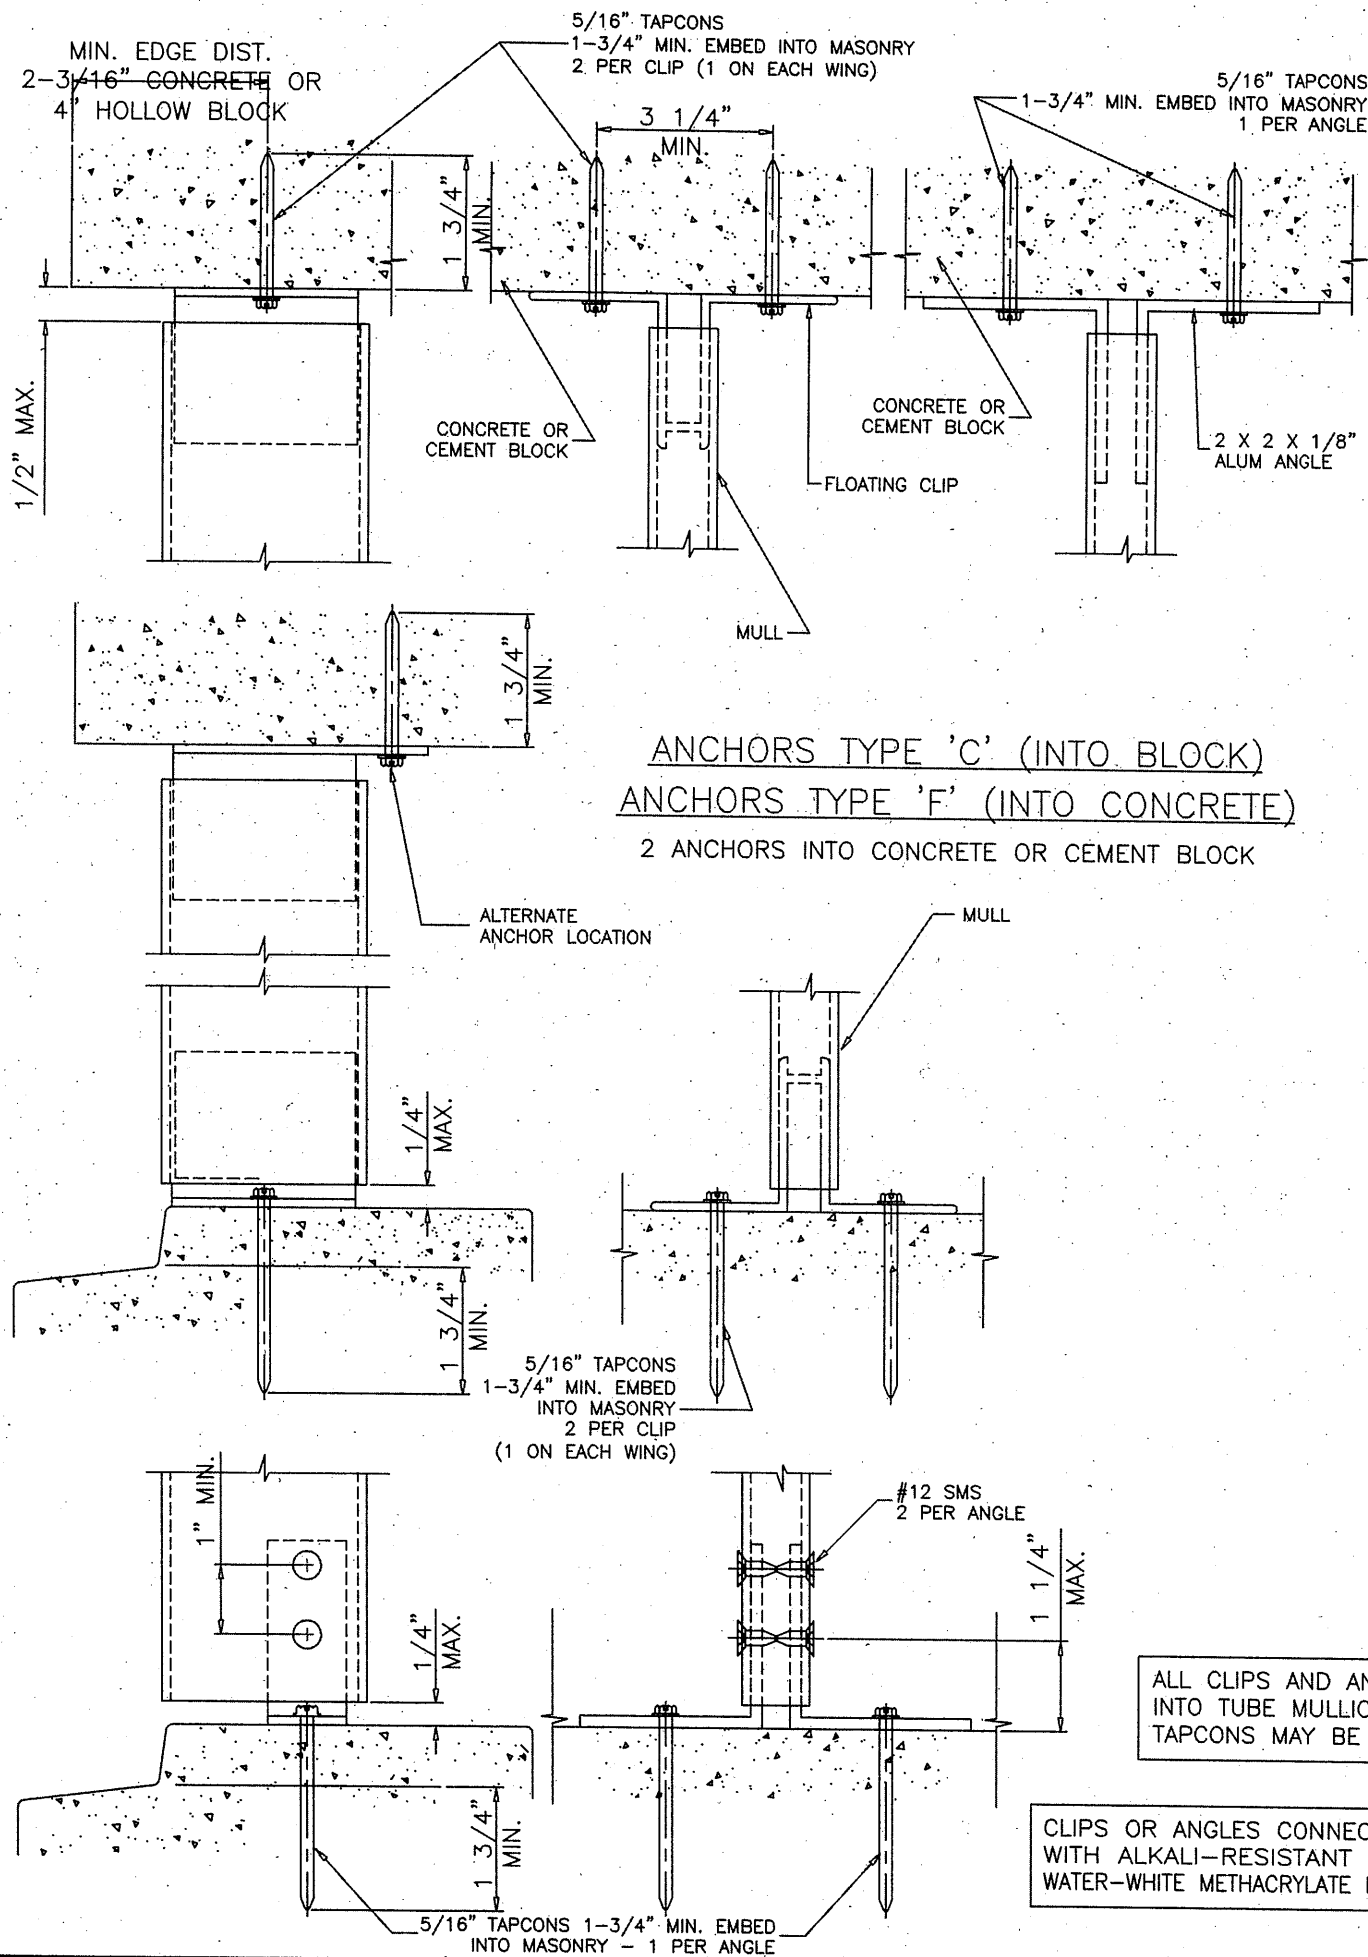 MIN. EDGE DIST.
2-3/16" CONCRETE OR
4" HOLLOW BLOCK
5/16" TAPCONS
1-3/4" MIN. EMBED INTO MASONRY
2 PER CLIP (1 ON EACH WING)
5/16" TAPCONS
1-3/4" MIN. EMBED INTO MASONRY
1 PER ANGLE
3 1/4"
MIN.
1 3/4"
MIN.
1/2" MAX.
CONCRETE OR
CEMENT BLOCK
FLOATING CLIP
CONCRETE OR
CEMENT BLOCK
2 X 2 X 1/8"
ALUM ANGLE
MULL
1 3/4"
MIN.
ANCHORS TYPE 'C' (INTO BLOCK)
ANCHORS TYPE 'F' (INTO CONCRETE)
2 ANCHORS INTO CONCRETE OR CEMENT BLOCK
ALTERNATE
ANCHOR LOCATION
MULL
1/4"
MAX.
1 3/4"
MIN.
5/16" TAPCONS
1-3/4" MIN. EMBED
INTO MASONRY
2 PER CLIP
(1 ON EACH WING)
1" MIN.
#12 SMS
2 PER ANGLE
1 1/4"
MAX.
1/4"
MAX.
1 3/4"
MIN.
ALL CLIPS AND
INTO TUBE
TAPCONS MAY BE
CLIPS OR ANGLES
WITH ALKALI-RESISTANT
WATER-WHITE METHACRYLATE
5/16" TAPCONS 1-3/4" MIN. EMBED
INTO MASONRY - 1 PER ANGLE